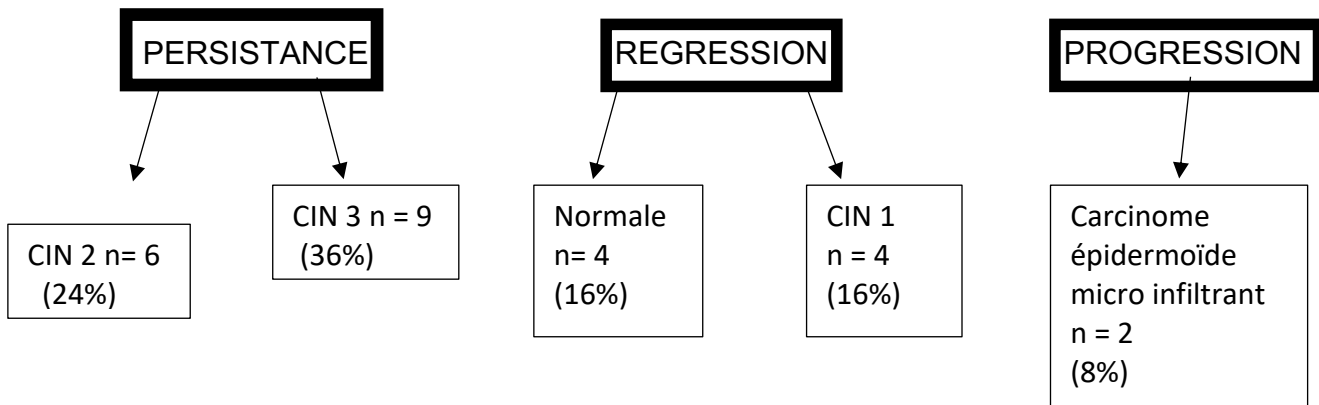 PERSISTANCE
REGRESSION
PROGRESSION
CIN 2 n= 6
(24%)
CIN 3 n = 9
(36%)
Normale
n= 4
(16%)
CIN 1
n = 4
(16%)
Carcinome
épidermoïde
micro infiltrant
n = 2
(8%)